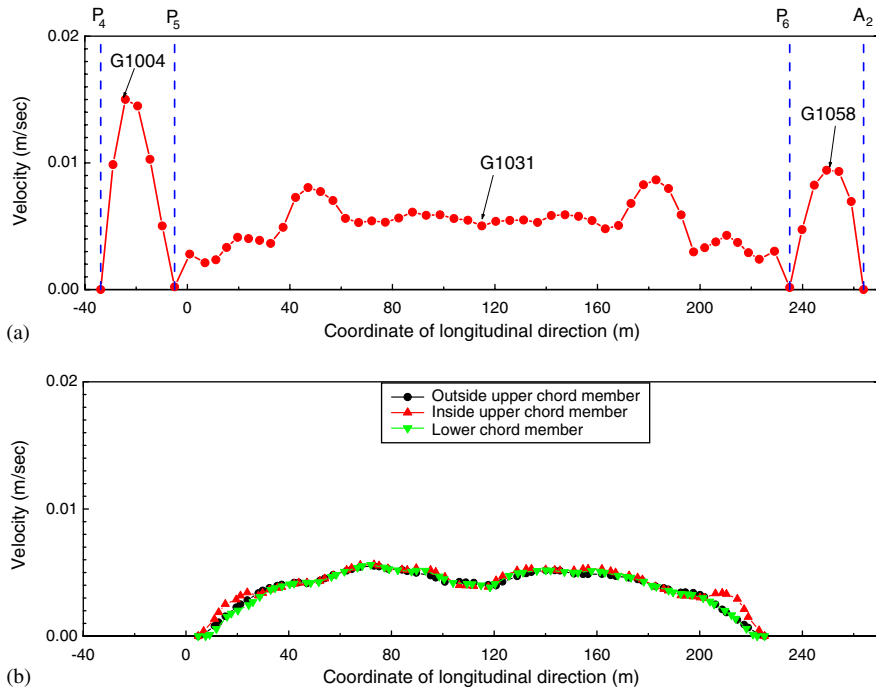 P4 P5 P6 A2
0.02
G1004
G1058
G1031
0.01
0.00
Velocity (m/sec)
-40 0 40 80 120 160 200 240
(a) Coordinate of longitudinal direction (m)
0.02
Outside upper chord member
Inside upper chord member
Lower chord member
0.01
0.00
Velocity (m/sec)
-40 0 40 80 120 160 200 240
(b) Coordinate of longitudinal direction (m)